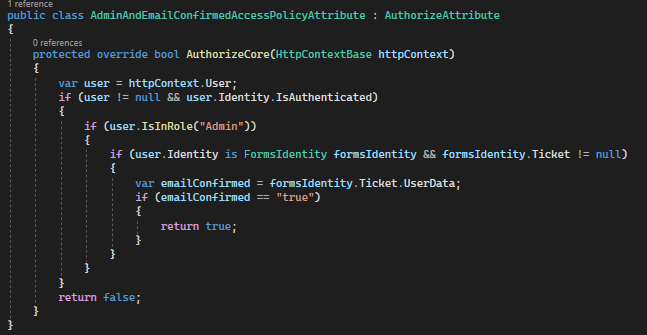 1 reference
public class AdminAndEmailConfirmedAccessPolicyAttribute : AuthorizeAttribute
{
0 references
protected override bool AuthorizeCore(HttpContextBase httpContext)
{
var user = httpContext.User;
if (user != null && user.Identity.IsAuthenticated)
{
if (user.IsInRole("Admin"))
{
if (user.Identity is FormsIdentity formsIdentity && formsIdentity.Ticket != null)
{
var emailConfirmed = formsIdentity.Ticket.UserData;
if (emailConfirmed == "true")
{
return true;
}
}
}
}
return false;
}
}